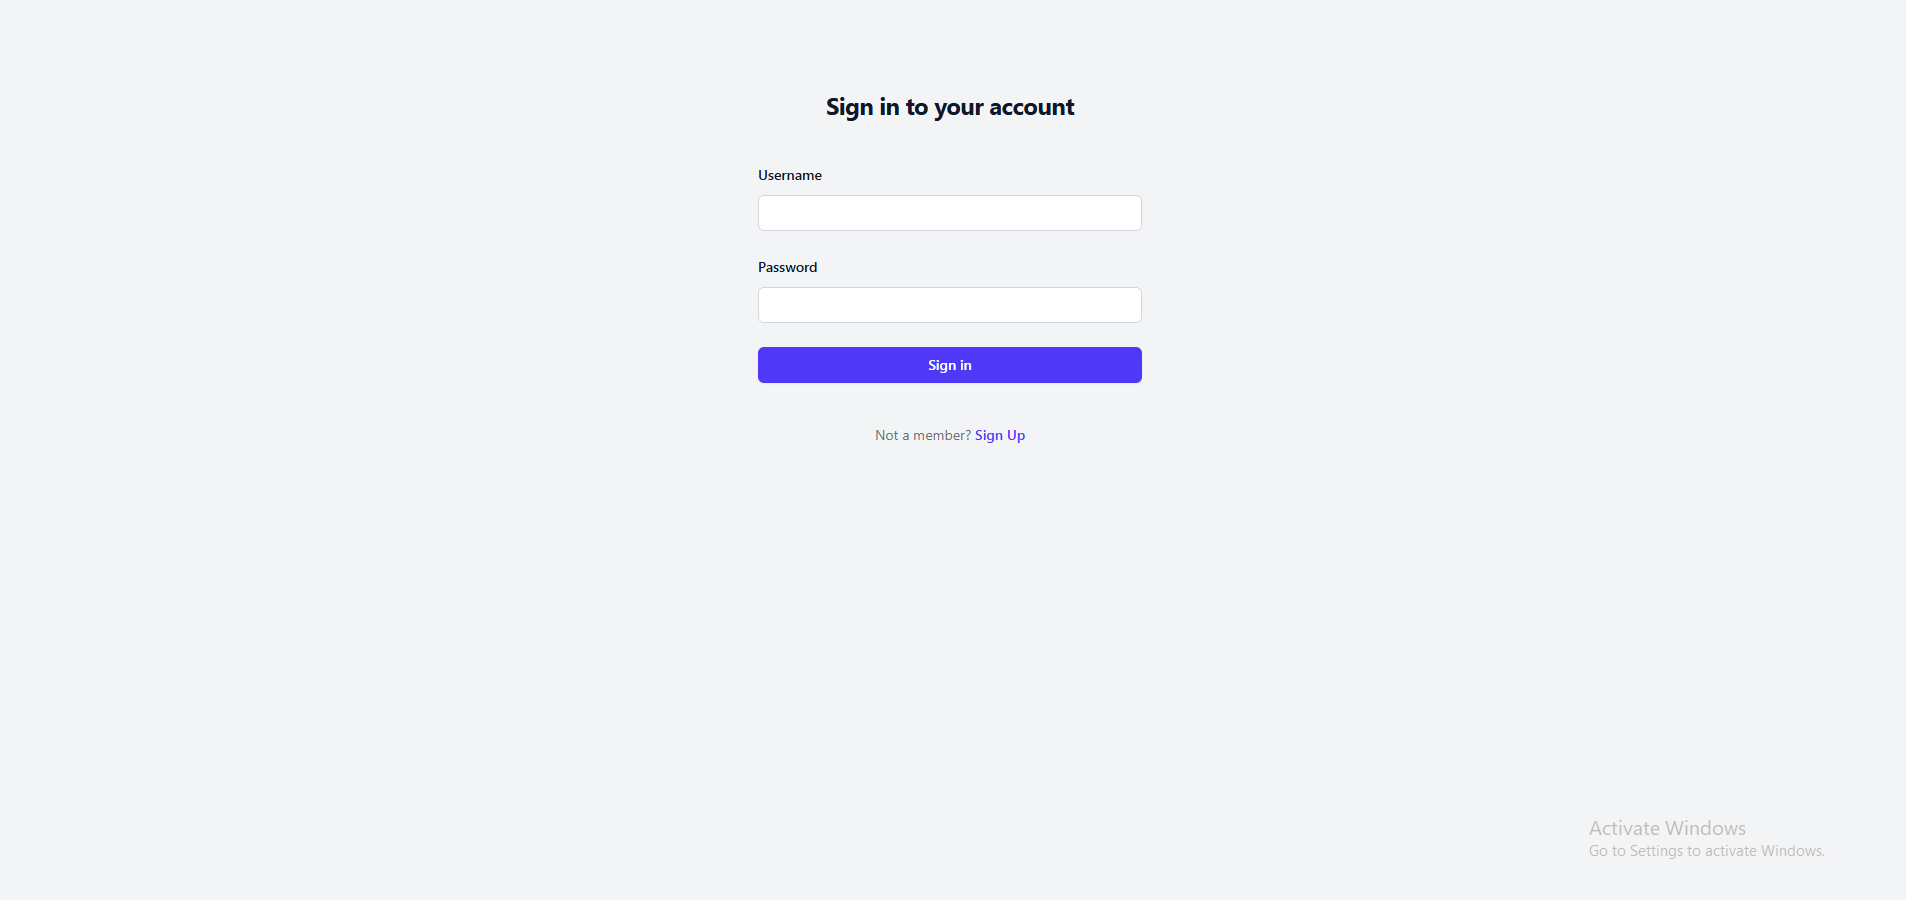 Sign in to your account
Username
Password
Sign in
Not a member? Sign Up
Activate Windows
Go to Settings to activate Windows.